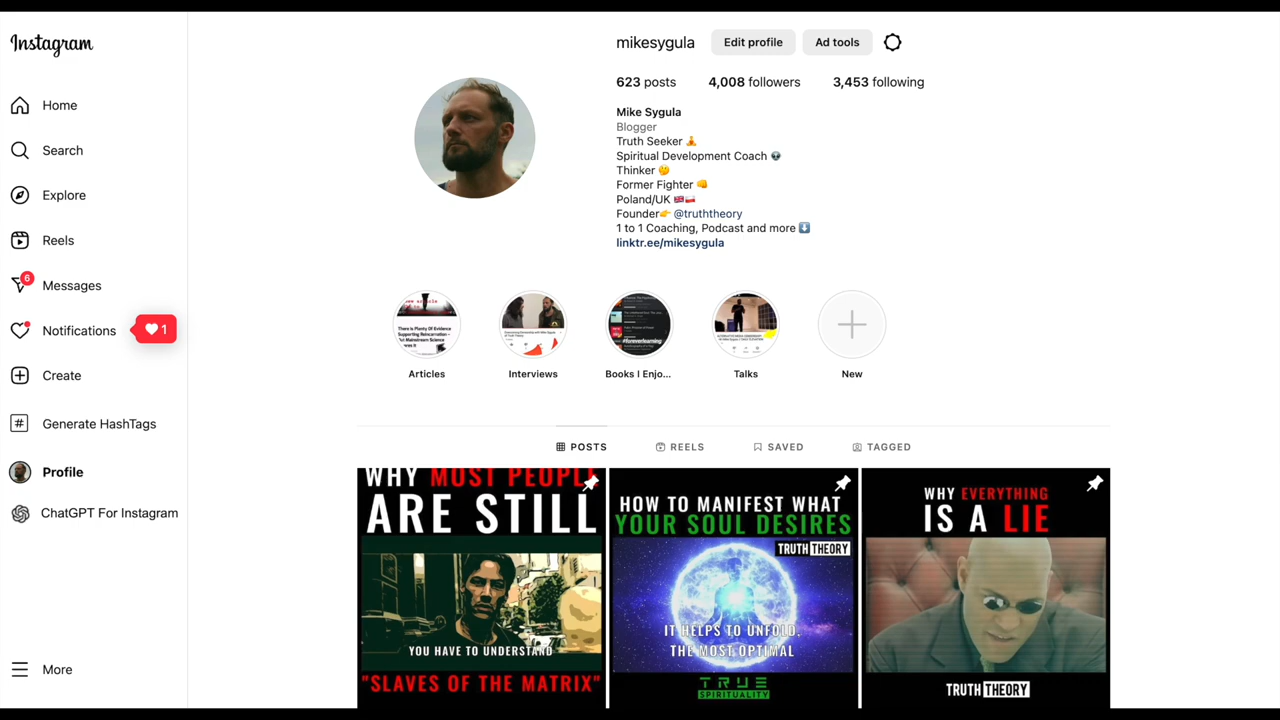 Instagram
Home
Search
Explore
Reels
6
Messages
Notifications
1
Create
Generate HashTags
Profile
ChatGPT For Instagram
More
mikesygula
Edit profile
Ad tools
623 posts 4,008 followers 3,453 following
Mike Sygula
Blogger
Truth Seeker 🧘
Spiritual Development Coach 👽
Thinker 🤔
Former Fighter 👊
Poland/UK 🇬🇧🇵🇱
Founder👉 @truththeory
1 to 1 Coaching, Podcast and more ⬇️
linktr.ee/mikesygula
#foreverlearning
Articles
Interviews
Books I Enjo...
Talks
New
POSTS
REELS
SAVED
TAGGED
WHY MOST PEOPLE
ARE STILL
YOU HAVE TO UNDERSTAND
"SLAVES OF THE MATRIX"
HOW TO MANIFEST WHAT
YOUR SOUL DESIRES
TRUTH THEORY
IT HELPS TO UNFOLD,
THE MOST OPTIMAL
TRUE
SPIRITUALITY
WHY EVERYTHING
IS A LIE
TRUTH THEORY